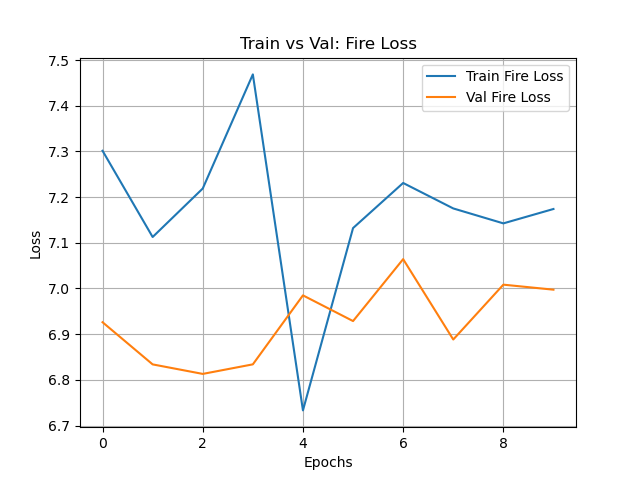 Train vs Val: Fire Loss
Train Fire Loss
Val Fire Loss
7.5
7.4
7.3
7.2
7.1
7.0
6.9
6.8
6.7
Loss
0 2 4 6 8
Epochs